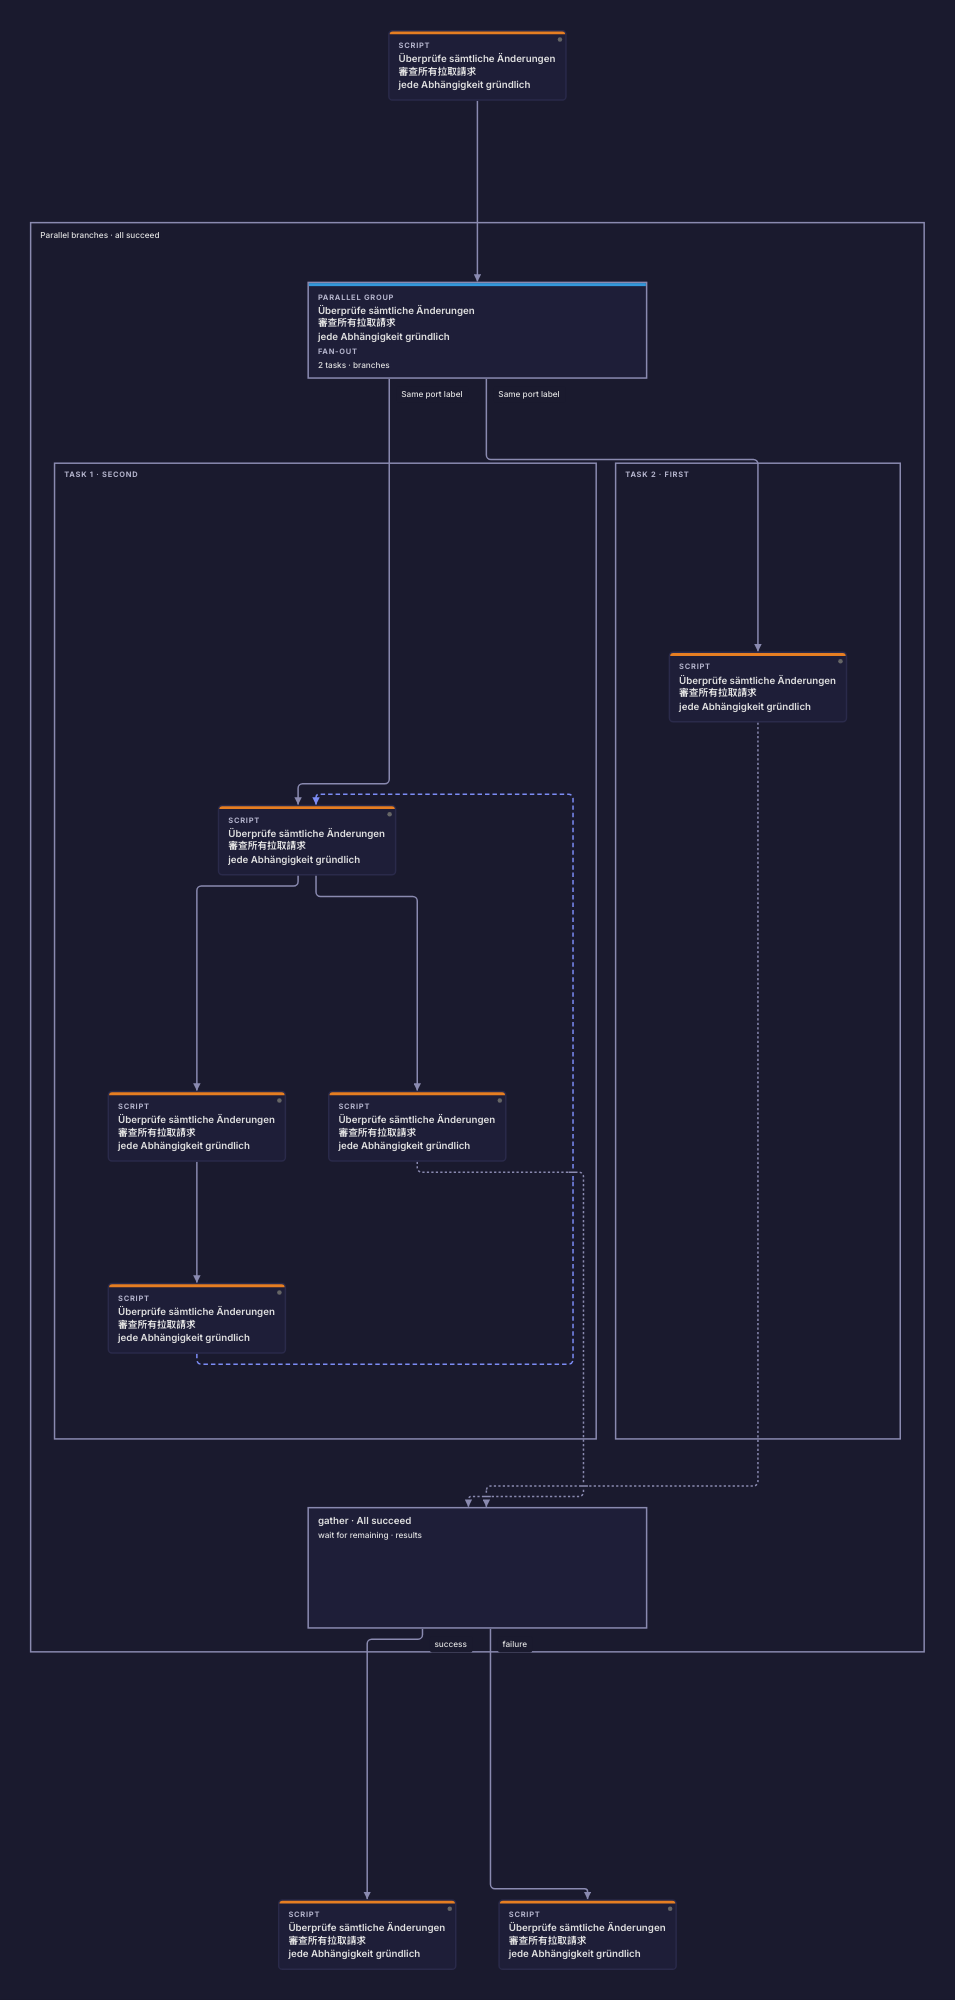 SCRIPT
Überprüfe sämtliche Änderungen
審查所有拉取請求
jede Abhängigkeit gründlich
Parallel branches · all succeed
PARALLEL GROUP
Überprüfe sämtliche Änderungen
審查所有拉取請求
jede Abhängigkeit gründlich
FAN-OUT
2 tasks · branches
Same port label
Same port label
TASK 1 · SECOND
TASK 2 · FIRST
SCRIPT
Überprüfe sämtliche Änderungen
審查所有拉取請求
jede Abhängigkeit gründlich
SCRIPT
Überprüfe sämtliche Änderungen
審查所有拉取請求
jede Abhängigkeit gründlich
SCRIPT
Überprüfe sämtliche Änderungen
審查所有拉取請求
jede Abhängigkeit gründlich
SCRIPT
Überprüfe sämtliche Änderungen
審查所有拉取請求
jede Abhängigkeit gründlich
SCRIPT
Überprüfe sämtliche Änderungen
審查所有拉取請求
jede Abhängigkeit gründlich
gather · All succeed
wait for remaining · results
success
failure
SCRIPT
Überprüfe sämtliche Änderungen
審查所有拉取請求
jede Abhängigkeit gründlich
SCRIPT
Überprüfe sämtliche Änderungen
審查所有拉取請求
jede Abhängigkeit gründlich